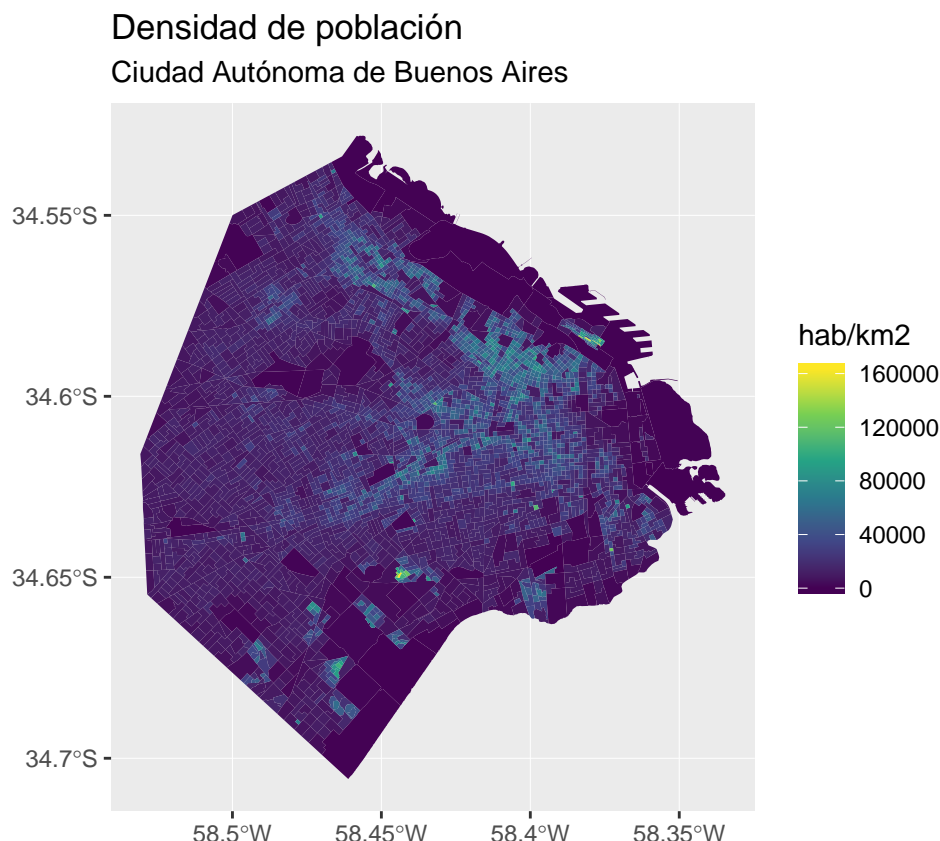 Densidad de población
Ciudad Autónoma de Buenos Aires
34.55°S
34.6°S
34.65°S
34.7°S
58.5°W
58.45°W
58.4°W
58.35°W
hab/km2
160000
120000
80000
40000
0